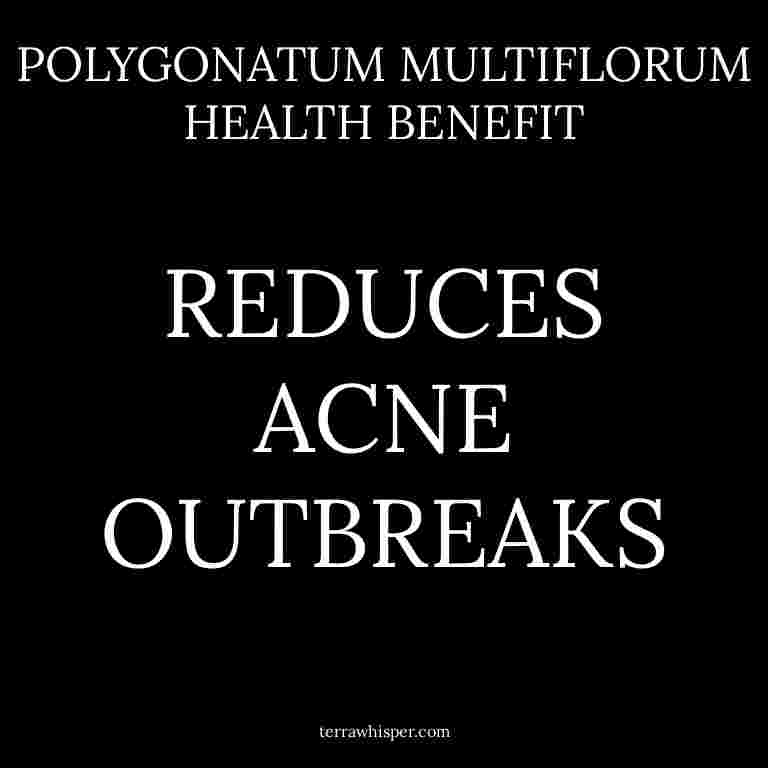 POLYGONATUM MULTIFLORUM
HEALTH BENEFIT
REDUCES
ACNE
OUTBREAKS
terrawhisper.com